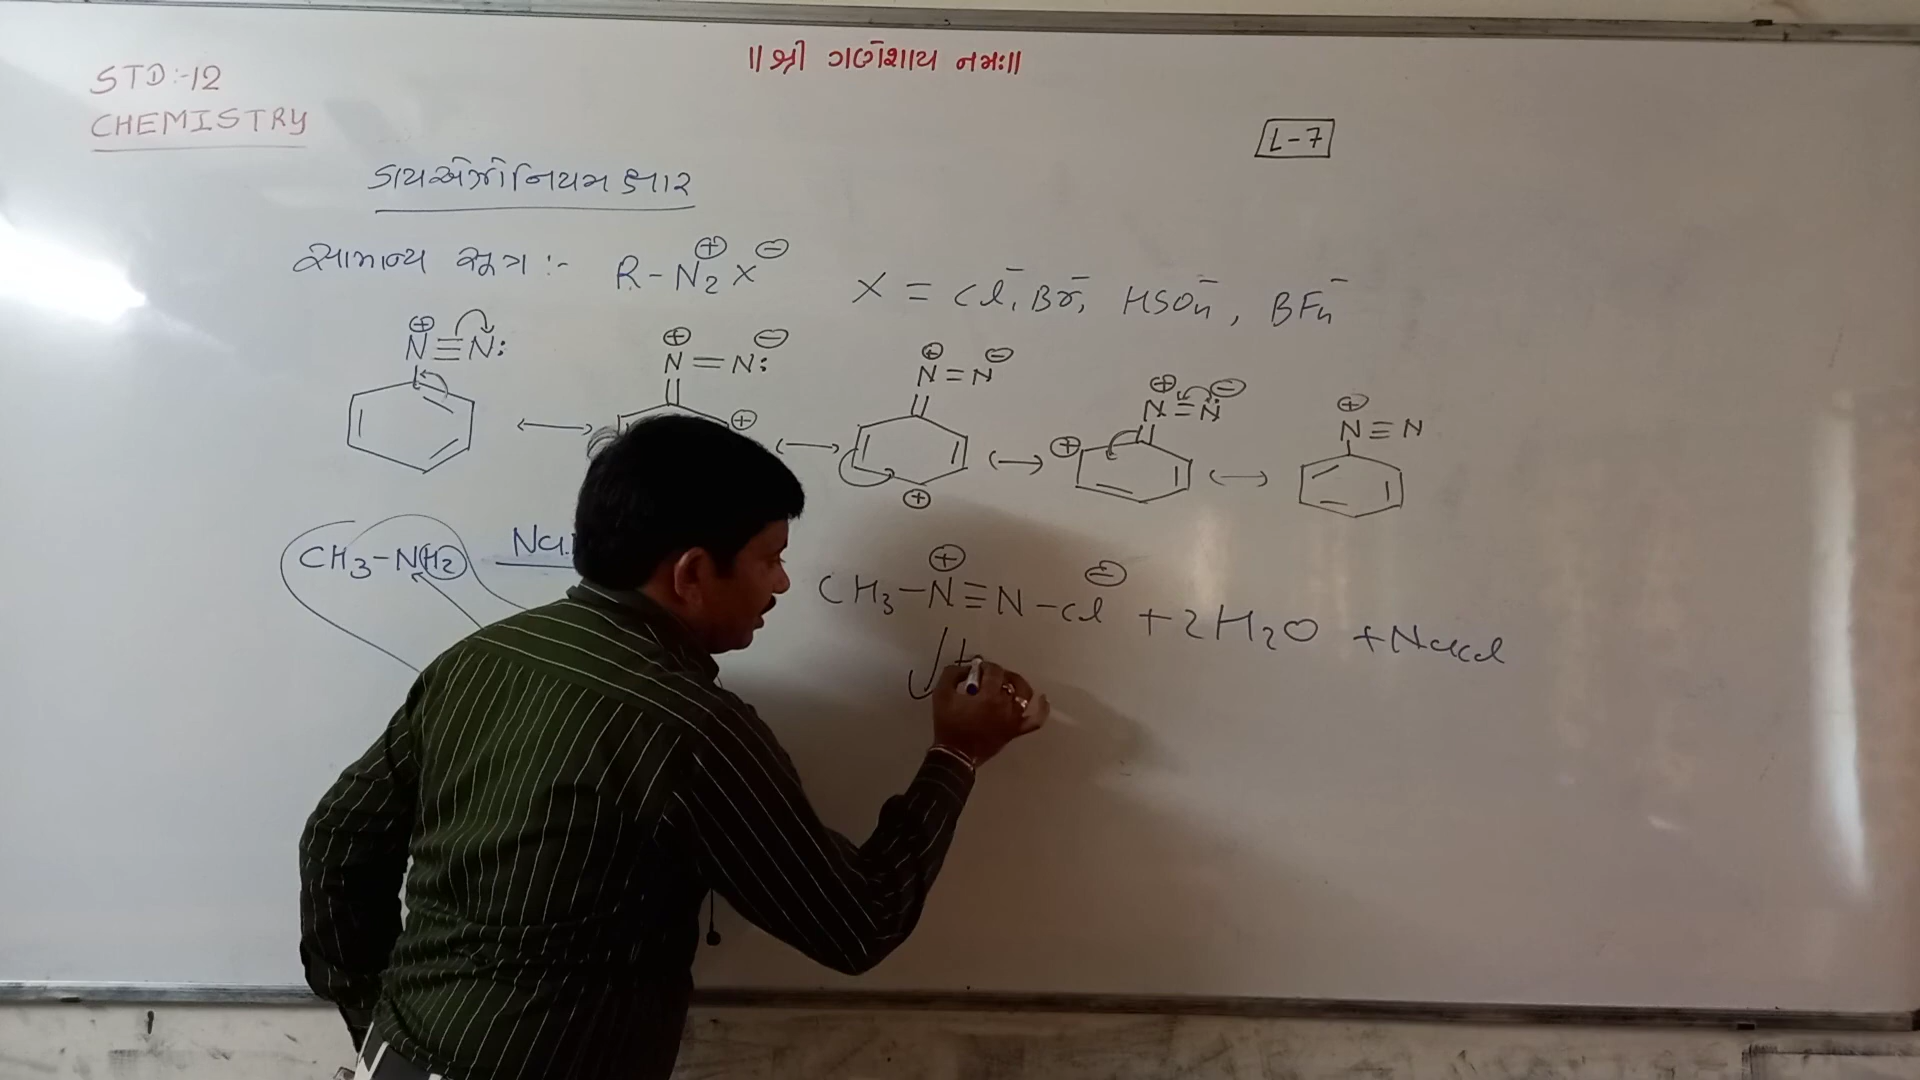 ॥ શ્રી ગણેશાય નમઃ॥
STD:-12
CHEMISTRY
L-7
ડાયએઝોનિયમ ક્ષાર
સામાન્ય સૂત્ર :- R-N₂⊕ X⊖ X = Cl⁻, Br⁻, HSO₄⁻, BF₄⁻
⊕ N≡N: ⟷ ⊕ N=N: ⊖ ⊕ ⟷ ⊕ N=N ⊖ ⊕ ⟷ ⊕ ⊕ N=N ⊖ ⟷ ⊕ N≡N
CH₃-NH₂ CH₃-N⊕≡N-Cl⊖ + 2H₂O + NaCl